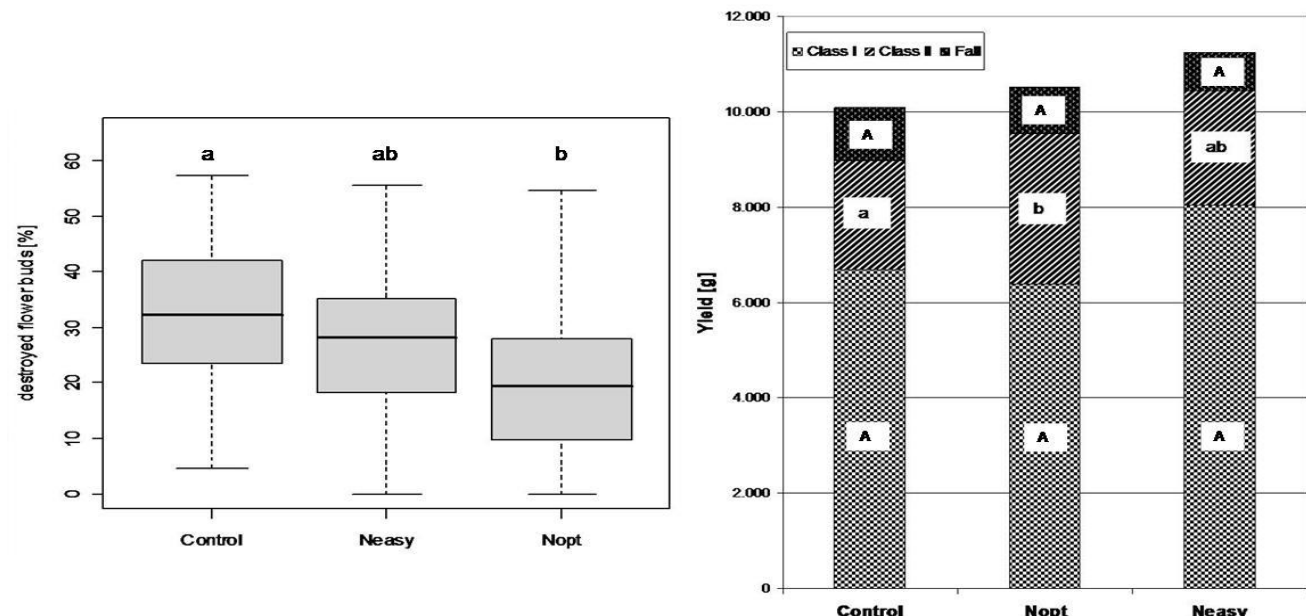 60
50
40
30
20
10
0
destroyed flower buds [%]
a
ab
b
Control
Neasy
Nopt
12.000
10.000
8.000
6.000
4.000
2.000
0
Yield [g]
Class I Class II Fall
A
A
A
a
b
ab
A
A
A
Control
Nopt
Neasy